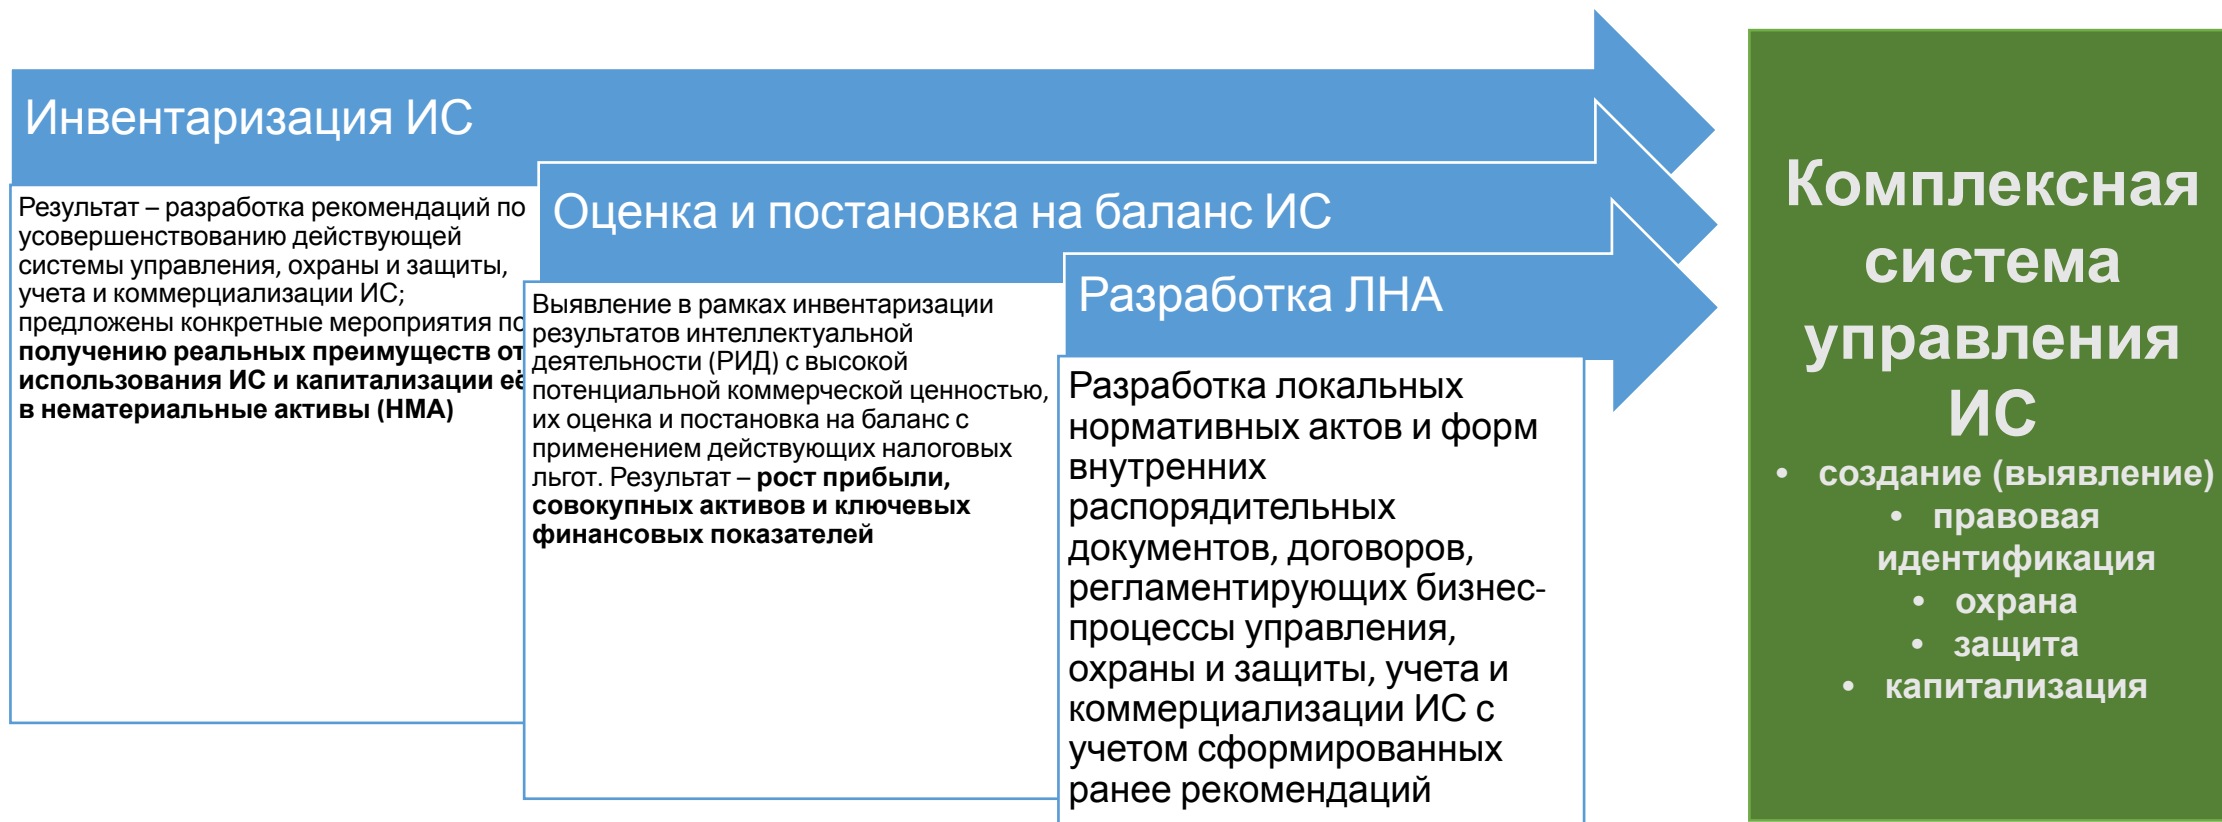 Инвентаризация ИС
Результат – разработка рекомендаций по
усовершенствованию действующей
системы управления, охраны и защиты,
учета и коммерциализации ИС;
предложены конкретные мероприятия по
получению реальных преимуществ от
использования ИС и капитализации её
в нематериальные активы (НМА)
Оценка и постановка на баланс ИС
Выявление в рамках инвентаризации
результатов интеллектуальной
деятельности (РИД) с высокой
потенциальной коммерческой ценностью,
их оценка и постановка на баланс с
применением действующих налоговых
льгот. Результат – рост прибыли,
совокупных активов и ключевых
финансовых показателей
Разработка ЛНА
Разработка локальных
нормативных актов и форм
внутренних
распорядительных
документов, договоров,
регламентирующих бизнес-
процессы управления,
охраны и защиты, учета и
коммерциализации ИС с
учетом сформированных
ранее рекомендаций
Комплексная
система
управления
ИС
• создание (выявление)
• правовая
идентификация
• охрана
• защита
• капитализация